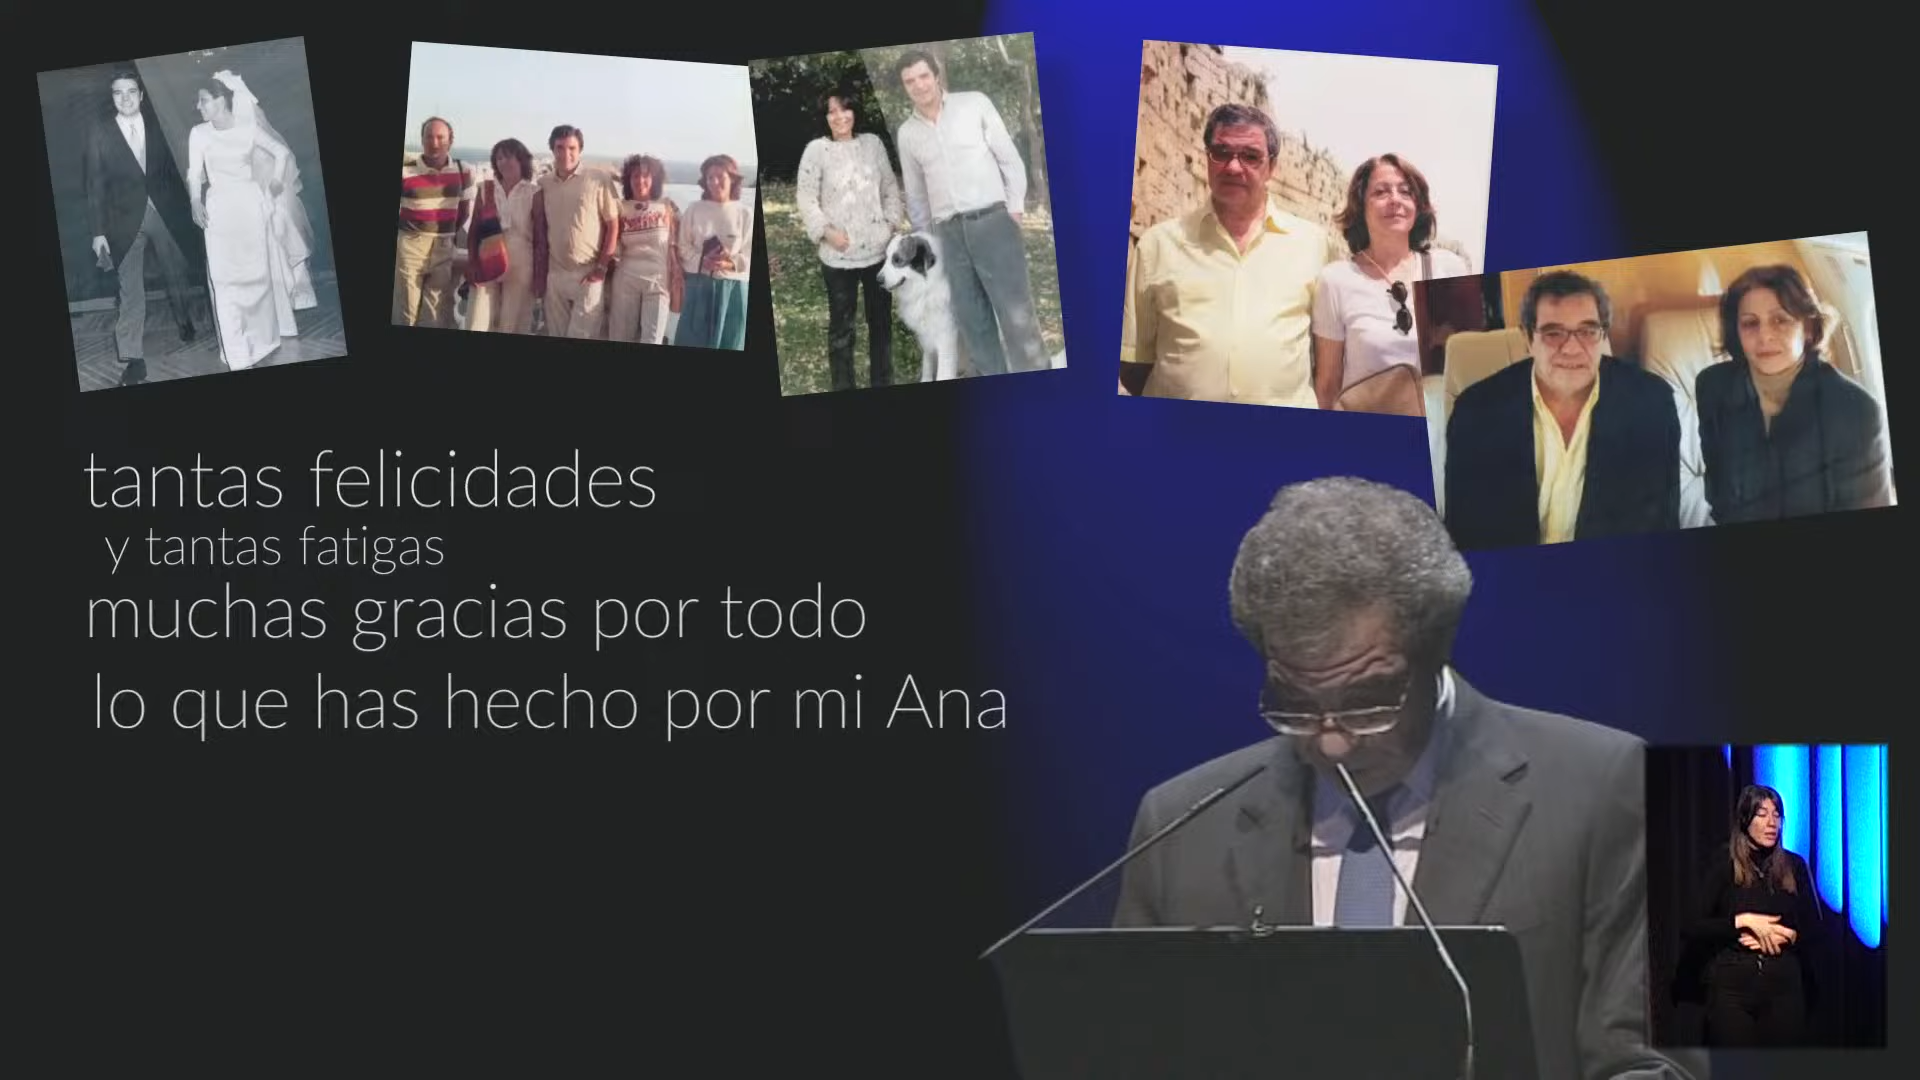 tantas felicidades
y tantas fatigas
muchas gracias por todo
lo que has hecho por mi Ana